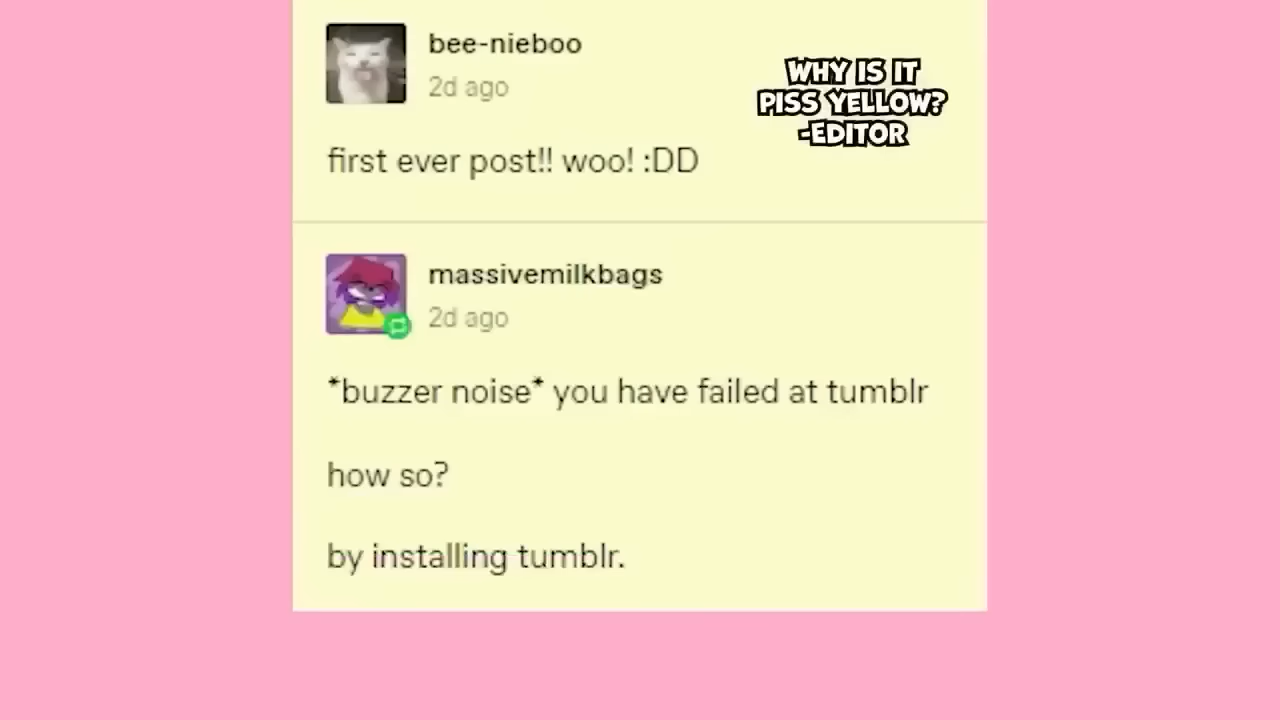 bee-nieboo
2d ago
WHY IS IT
PISS YELLOW?
-EDITOR
first ever post!! woo! :DD
massivemilkbags
2d ago
*buzzer noise* you have failed at tumblr
how so?
by installing tumblr.